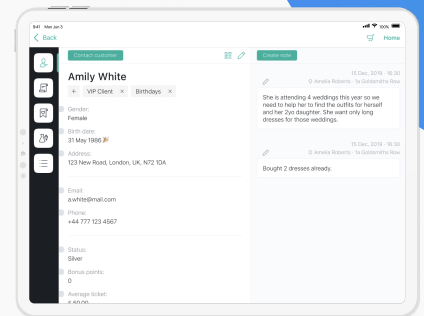 9:41 Mon Jun 3
100%
Back
Home
Contact customer
Create note
Amily White
+ VIP Client × Birthdays ×
Gender:
Female
Birth date:
31 May 1986 🎉
Address:
123 New Road, London, UK, N72 1DA
Email
a.white@mail.com
Phone:
+44 777 123 4567
Status:
Silver
Bonus points:
0
Average ticket:
15 Dec, 2019 - 16:30
Amelia Roberts - 1a Goldsmiths Row
She is attending 4 weddings this year so we
need to help her to find the outfits for herself
and her 2yo daughter. She want only long
dresses for those weddings.
15 Dec, 2019 - 16:30
Amelia Roberts - 1a Goldsmiths Row
Bought 2 dresses already.